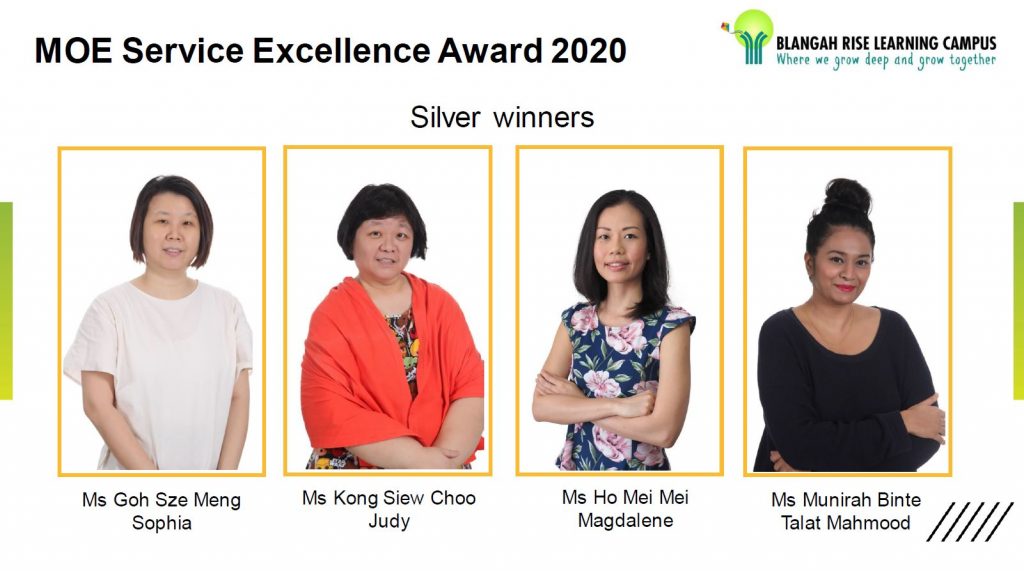 MOE Service Excellence Award 2020
BLANGAH RISE LEARNING CAMPUS
Where we grow deep and grow together
Silver winners
Ms Goh Sze Meng
Sophia
Ms Kong Siew Choo
Judy
Ms Ho Mei Mei
Magdalene
Ms Munirah Binte
Talat Mahmood